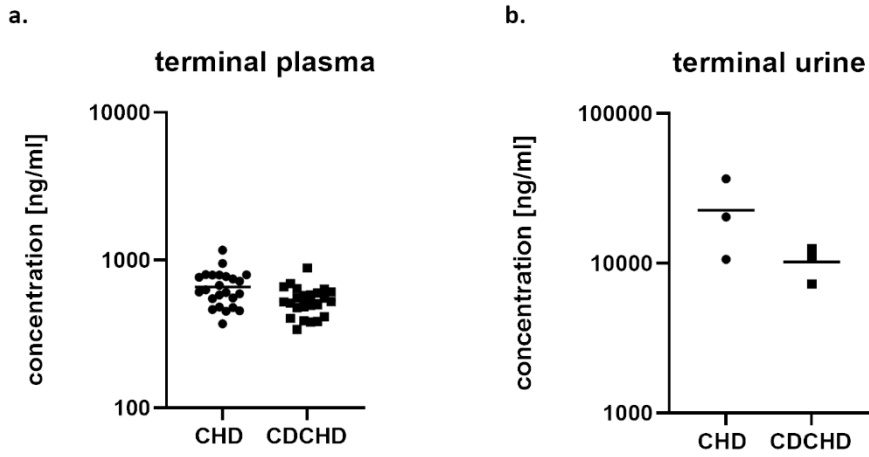 a.
terminal plasma
concentration [ng/ml]
10000
1000
100
CHD CDCHD
b.
terminal urine
concentration [ng/ml]
100000
10000
1000
CHD CDCHD